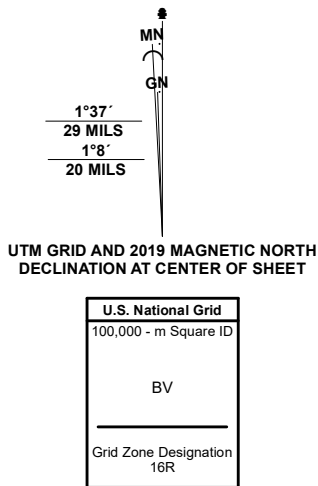 MN
GN
1°37´
29 MILS
1°8´
20 MILS
UTM GRID AND 2019 MAGNETIC NORTH
DECLINATION AT CENTER OF SHEET
U.S. National Grid
100,000 - m Square ID
BV
Grid Zone Designation
16R